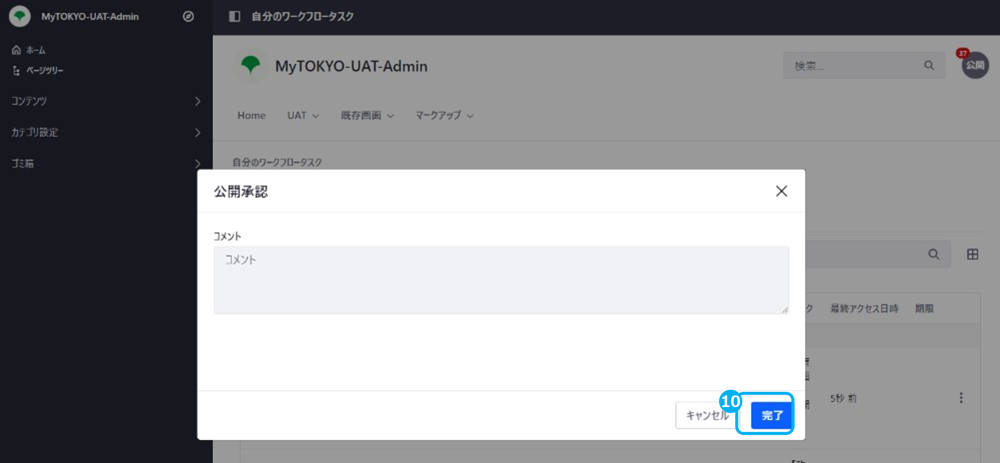 MyTOKYO-UAT-Admin
自分のワークフロータスク
ホーム
ページツリー
コンテンツ
カテゴリ設定
ゴミ箱
MyTOKYO-UAT-Admin
検索...
37
公開
Home
UAT
既存画面
マークアップ
自分のワークフロータスク
公開承認
コメント
コメント
ク
最終アクセス日時
期限
5秒 前
10
キャンセル
完了